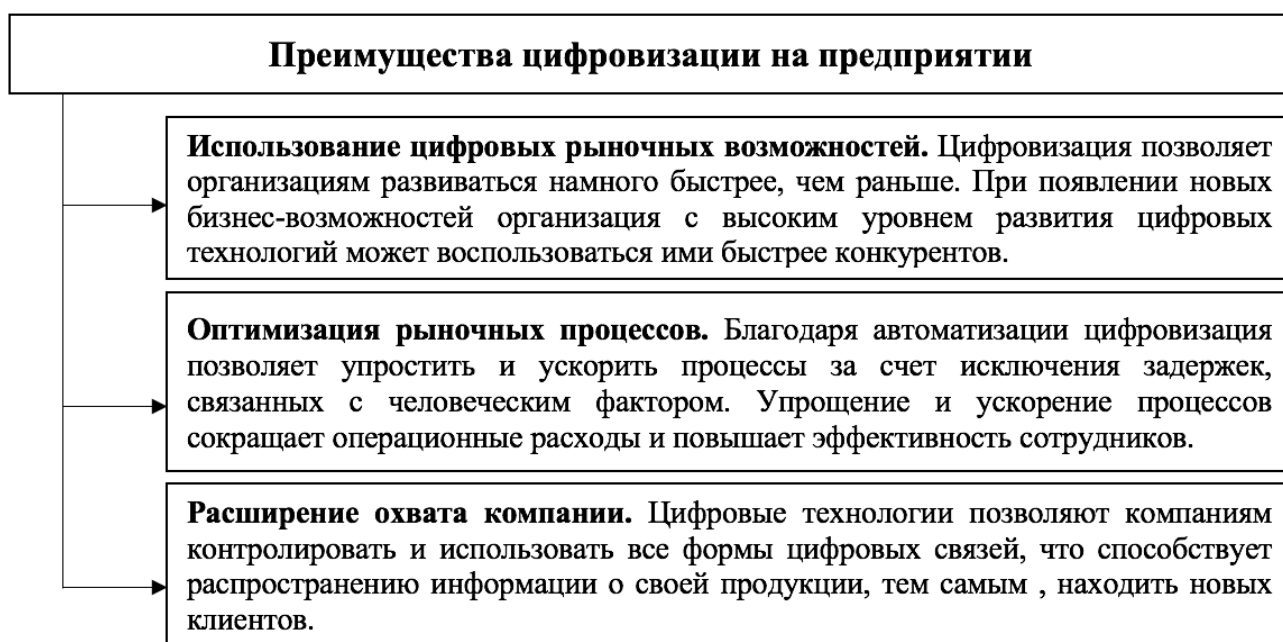 Преимущества цифровизации на предприятии
Использование цифровых рыночных возможностей. Цифровизация позволяет
организациям развиваться намного быстрее, чем раньше. При появлении новых
бизнес-возможностей организация с высоким уровнем развития цифровых
технологий может воспользоваться ими быстрее конкурентов.
Оптимизация рыночных процессов. Благодаря автоматизации цифровизация
позволяет упростить и ускорить процессы за счет исключения задержек,
связанных с человеческим фактором. Упрощение и ускорение процессов
сокращает операционные расходы и повышает эффективность сотрудников.
Расширение охвата компании. Цифровые технологии позволяют компаниям
контролировать и использовать все формы цифровых связей, что способствует
распространению информации о своей продукции, тем самым , находить новых
клиентов.